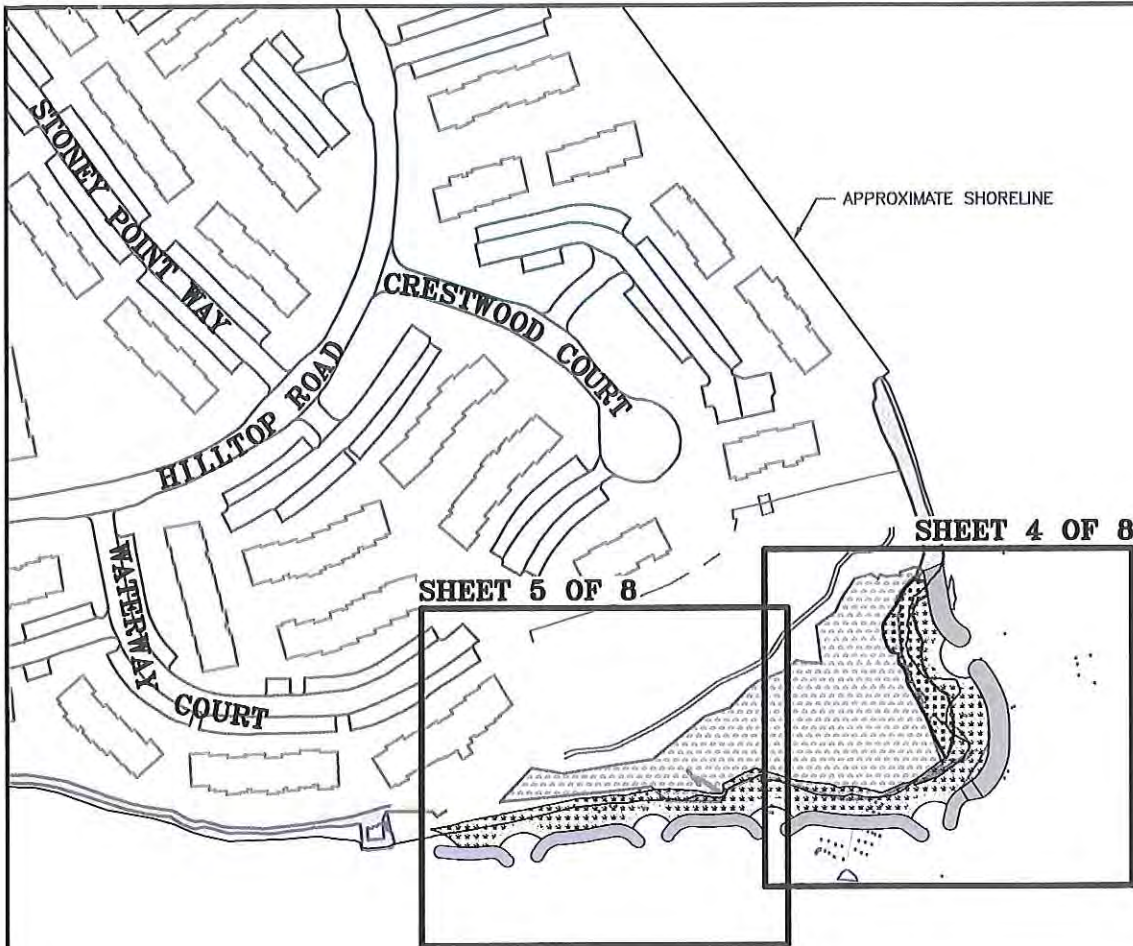 STONEY POINT WAY
APPROXIMATE SHORELINE
CRESTWOOD COURT
HILLTOP ROAD
SHEET 4 OF 8
WATERWAY COURT
SHEET 5 OF 8